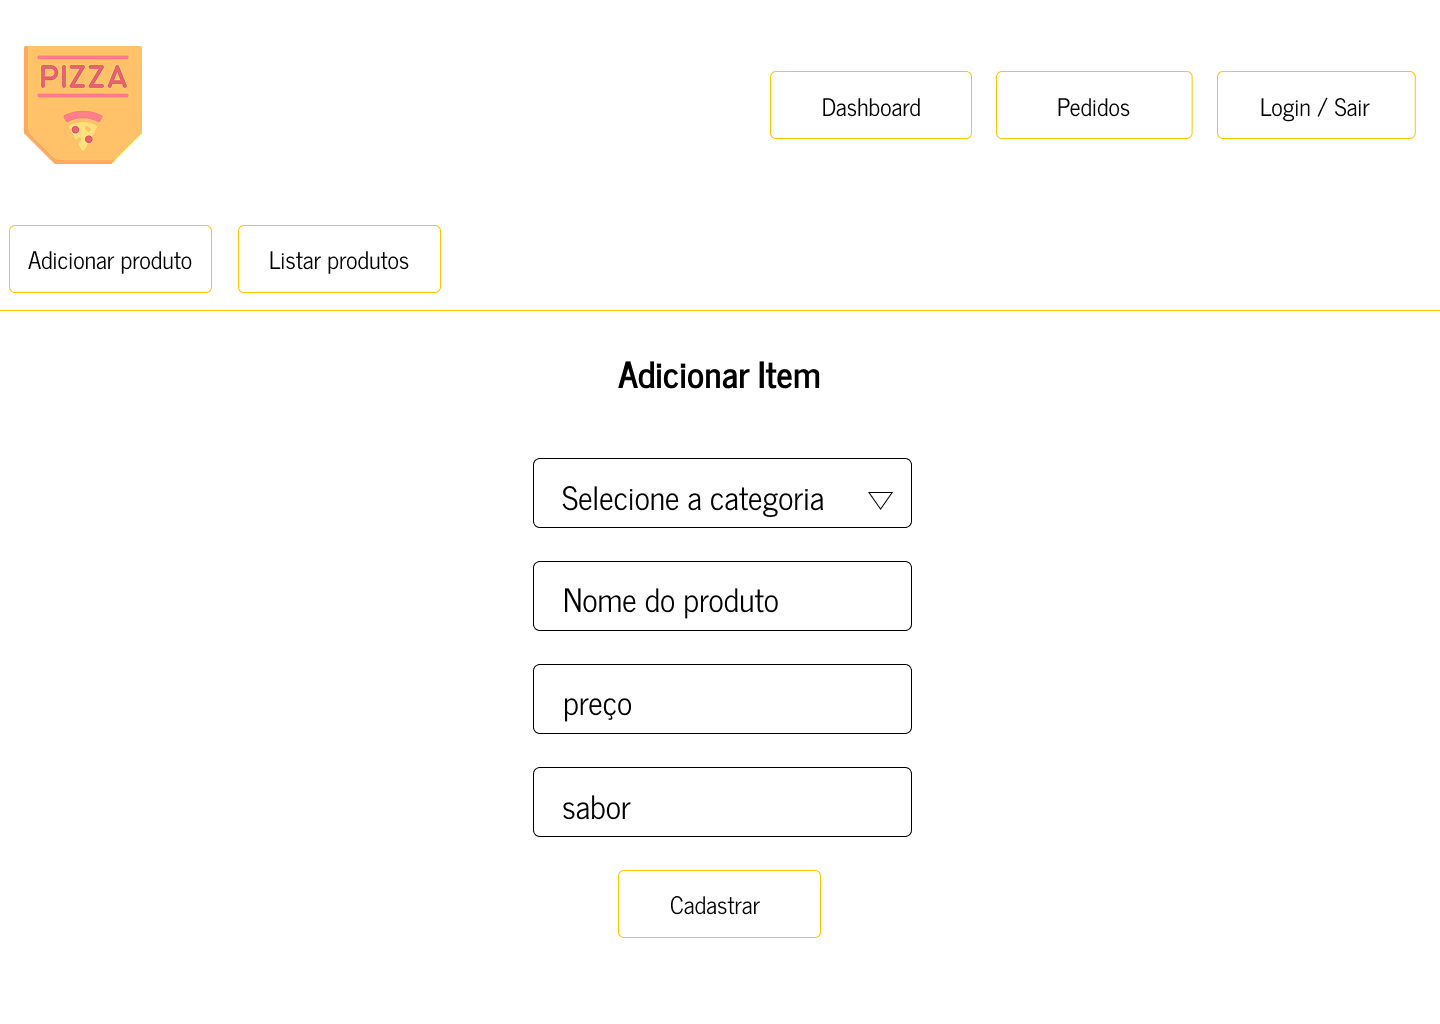 PIZZA
Dashboard
Pedidos
Login / Sair
Adicionar produto
Listar produtos
Adicionar Item
Selecione a categoria
Nome do produto
preço
sabor
Cadastrar